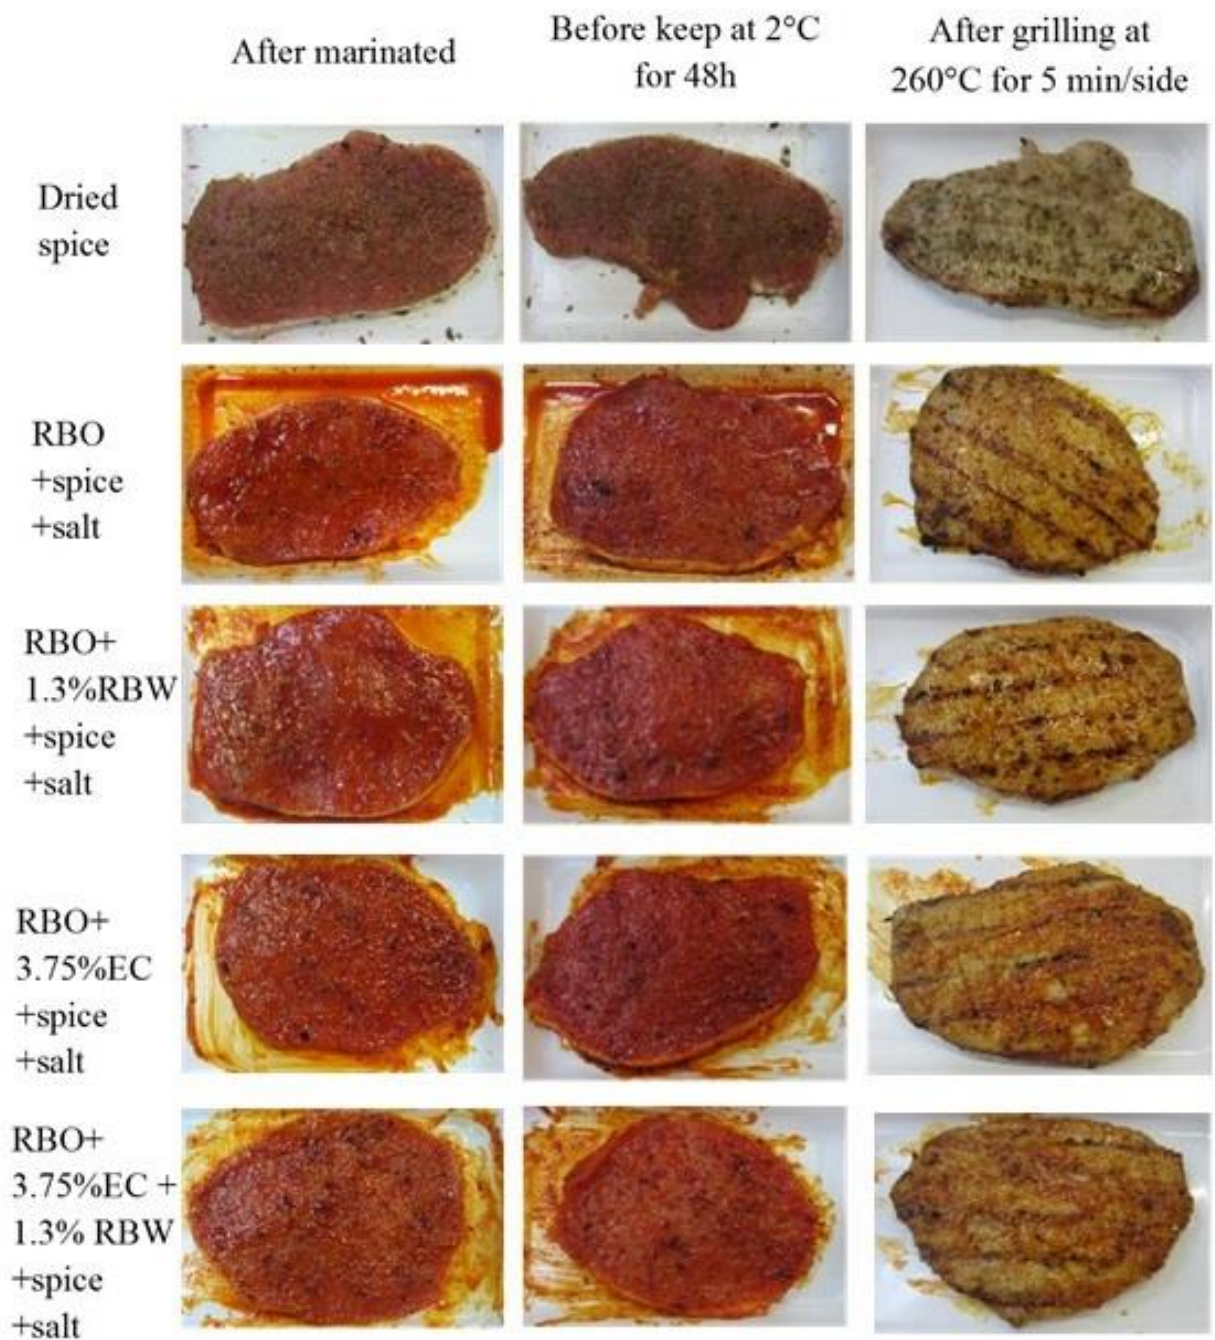 After marinated
Before keep at 2°C
for 48h
After grilling at
260°C for 5 min/side
Dried
spice
RBO
+spice
+salt
RBO+
1.3%RBW
+spice
+salt
RBO+
3.75%EC
+spice
+salt
RBO+
3.75%EC +
1.3% RBW
+spice
+salt